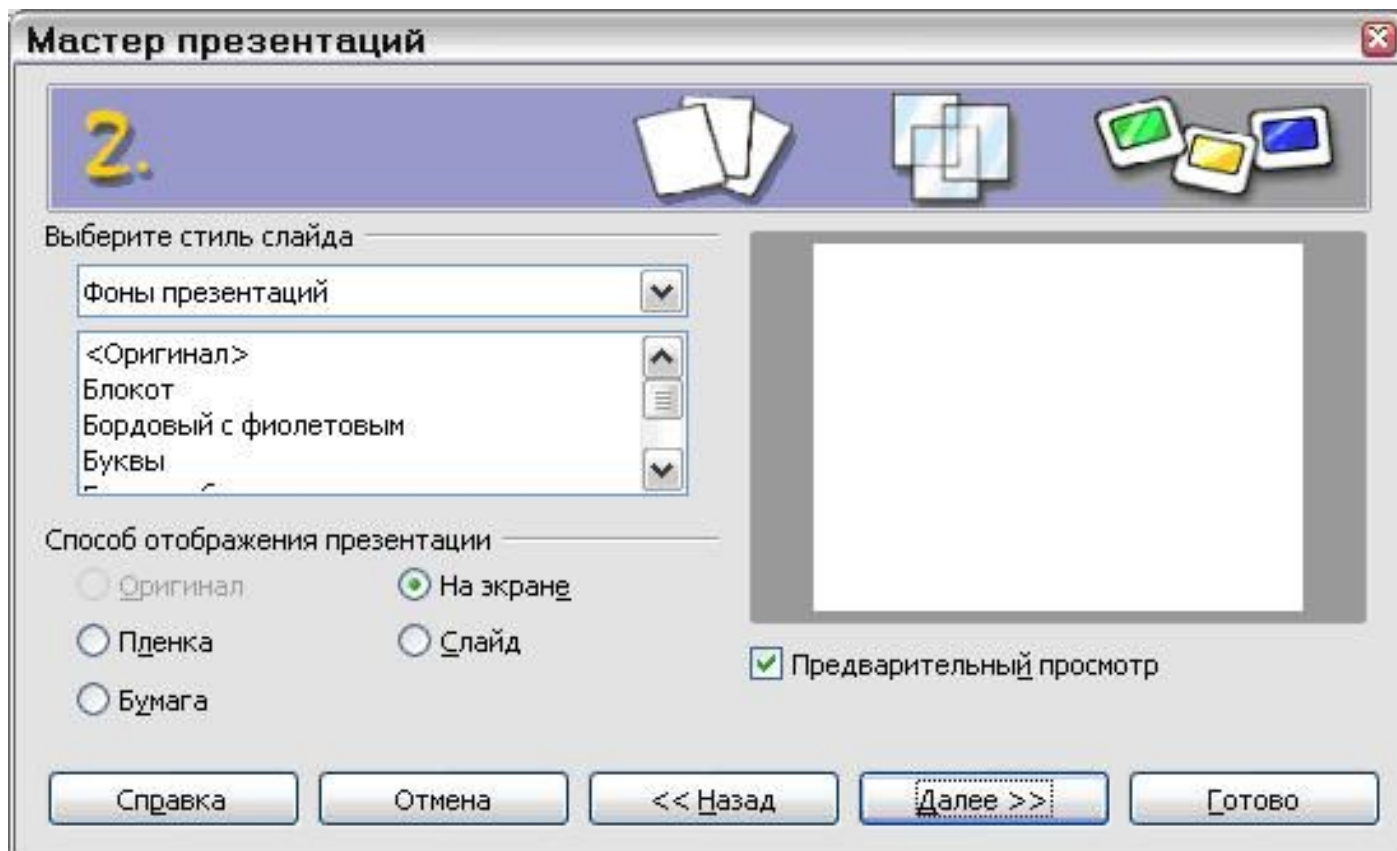 Мастер презентаций
2.
Выберите стиль слайда
Фоны презентаций
<Оригинал>
Блокот
Бордовый с фиолетовым
Буквы
Способ отображения презентации
Оригинал
На экране
Пленка
Слайд
Бумага
Предварительный просмотр
Справка
Отмена
<< Назад
Далее >>
Готово